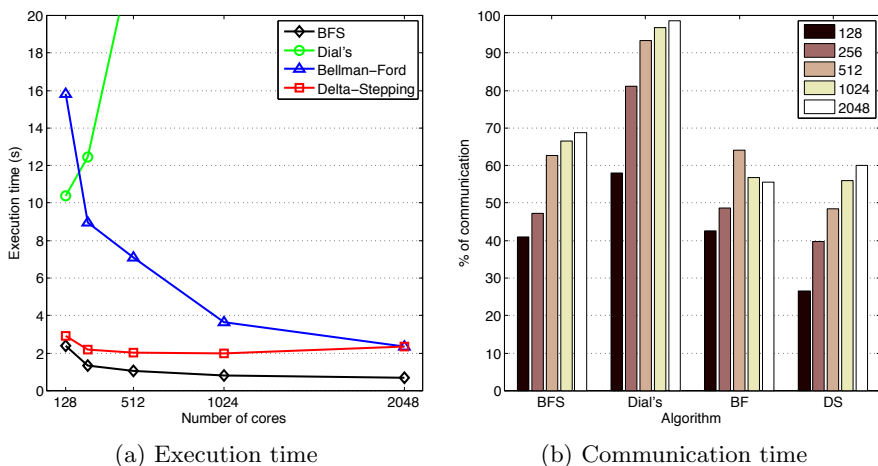 20
18
16
14
12
10
8
6
4
2
0
Execution time (s)
BFS
Dial's
Bellman−Ford
Delta−Stepping
128
512
1024
2048
Number of cores
(a) Execution time
100
90
80
70
60
50
40
30
20
10
0
% of communication
128
256
512
1024
2048
BFS
Dial's
BF
DS
Algorithm
(b) Communication time